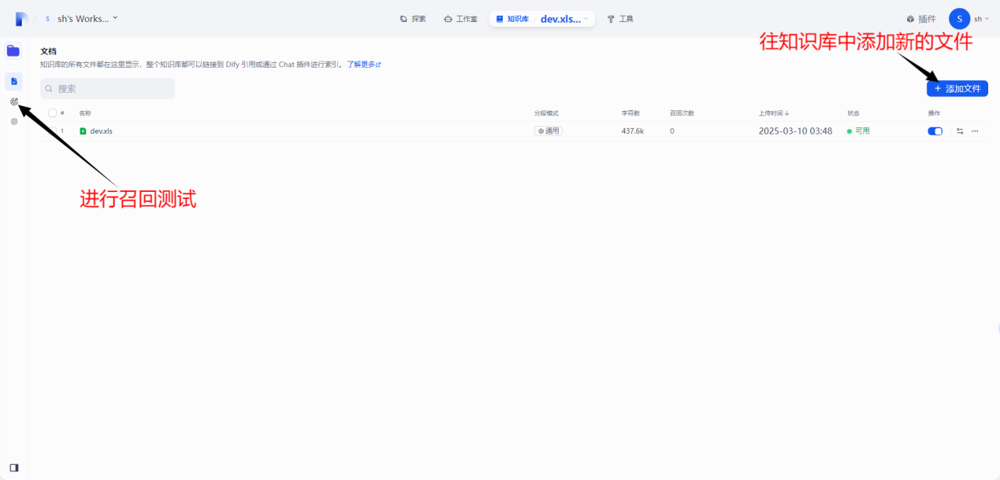 S sh's Works... 探索 工作室 知识库 / dev.xls... 工具 插件 S sh
往知识库中添加新的文件
文档
知识库的所有文件都在这里显示，整个知识库都可以链接到 Dify 引用或通过 Chat 插件进行索引。 了解更多
搜索
+ 添加文件
# 名称 分段模式 字符数 召回次数 上传时间 ↓ 状态 操作
1 dev.xls 通用 437.6k 0 2025-03-10 03:48 可用 ...
进行召回测试